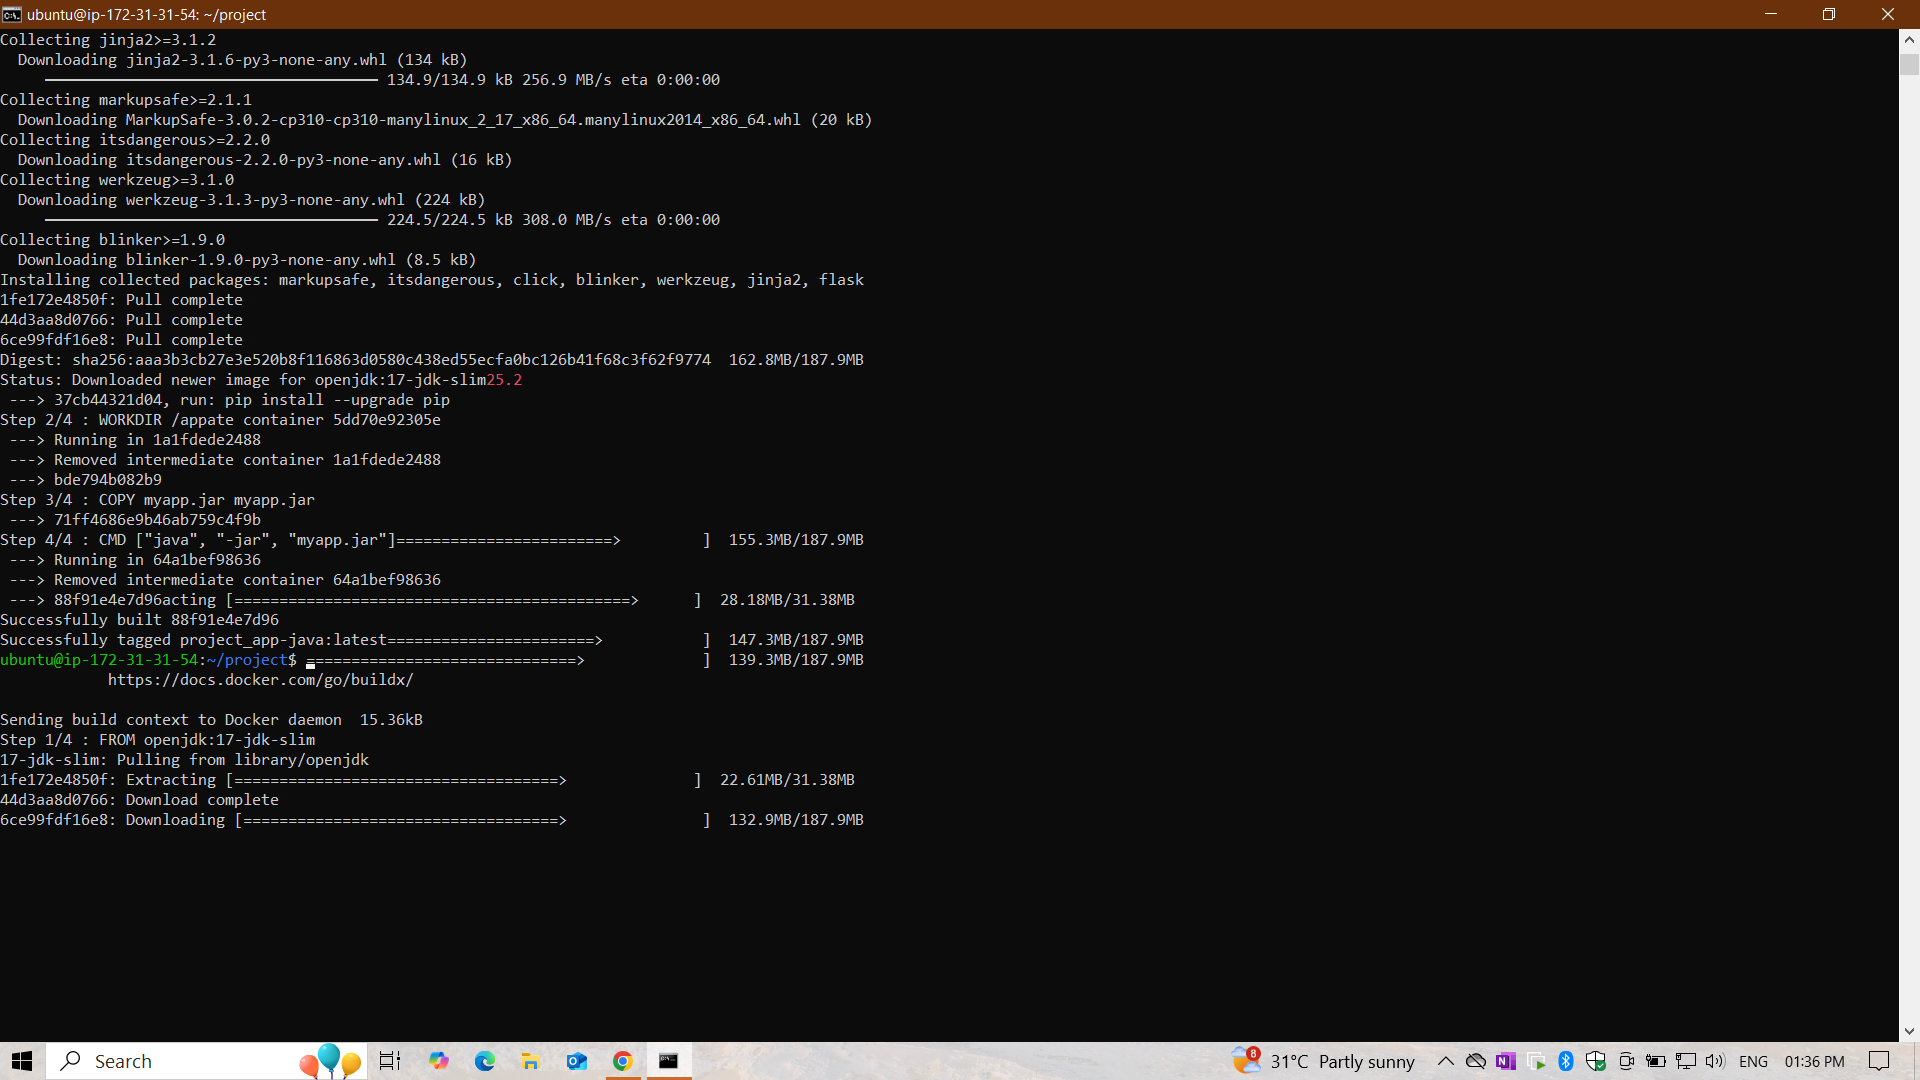 ubuntu@ip-172-31-31-54: ~/project
Collecting jinja2>=3.1.2
  Downloading jinja2-3.1.6-py3-none-any.whl (134 kB)
     ━━━━━━━━━━━━━━━━━━━━━━━━━━━━━━━━━━━━━ 134.9/134.9 kB 256.9 MB/s eta 0:00:00
Collecting markupsafe>=2.1.1
  Downloading MarkupSafe-3.0.2-cp310-cp310-manylinux_2_17_x86_64.manylinux2014_x86_64.whl (20 kB)
Collecting itsdangerous>=2.2.0
  Downloading itsdangerous-2.2.0-py3-none-any.whl (16 kB)
Collecting werkzeug>=3.1.0
  Downloading werkzeug-3.1.3-py3-none-any.whl (224 kB)
     ━━━━━━━━━━━━━━━━━━━━━━━━━━━━━━━━━━━━━ 224.5/224.5 kB 308.0 MB/s eta 0:00:00
Collecting blinker>=1.9.0
  Downloading blinker-1.9.0-py3-none-any.whl (8.5 kB)
Installing collected packages: markupsafe, itsdangerous, click, blinker, werkzeug, jinja2, flask
1fe172e4850f: Pull complete
44d3aa8d0766: Pull complete
6ce99fdf16e8: Pull complete
Digest: sha256:aaa3b3cb27e3e520b8f116863d0580c438ed55ecfa0bc126b41f68c3f62f9774  162.8MB/187.9MB
Status: Downloaded newer image for openjdk:17-jdk-slim25.2
 ---> 37cb44321d04, run: pip install --upgrade pip
Step 2/4 : WORKDIR /appate container 5dd70e92305e
 ---> Running in 1a1fdede2488
 ---> Removed intermediate container 1a1fdede2488
 ---> bde794b082b9
Step 3/4 : COPY myapp.jar myapp.jar
 ---> 71ff4686e9b46ab759c4f9b
Step 4/4 : CMD ["java", "-jar", "myapp.jar"]========================>         ]  155.3MB/187.9MB
 ---> Running in 64a1bef98636
 ---> Removed intermediate container 64a1bef98636
 ---> 88f91e4e7d96acting [============================================>      ]  28.18MB/31.38MB
Successfully built 88f91e4e7d96
Successfully tagged project_app-java:latest=======================>           ]  147.3MB/187.9MB
ubuntu@ip-172-31-31-54:~/project$ ==============================>             ]  139.3MB/187.9MB
            https://docs.docker.com/go/buildx/
Sending build context to Docker daemon  15.36kB
Step 1/4 : FROM openjdk:17-jdk-slim
17-jdk-slim: Pulling from library/openjdk
1fe172e4850f: Extracting [====================================>              ]  22.61MB/31.38MB
44d3aa8d0766: Download complete
6ce99fdf16e8: Downloading [===================================>               ]  132.9MB/187.9MB
Search
8
31°C Partly sunny
ENG
01:36 PM